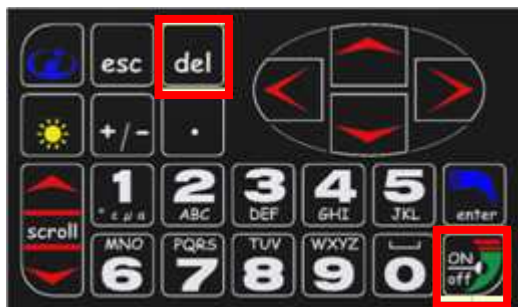 esc del
+/- .
1 2 3 4 5
° ε μ α ABC DEF GHI JKL enter
scroll
MNO PQRS TUV WXYZ
6 7 8 9 0
ON
off